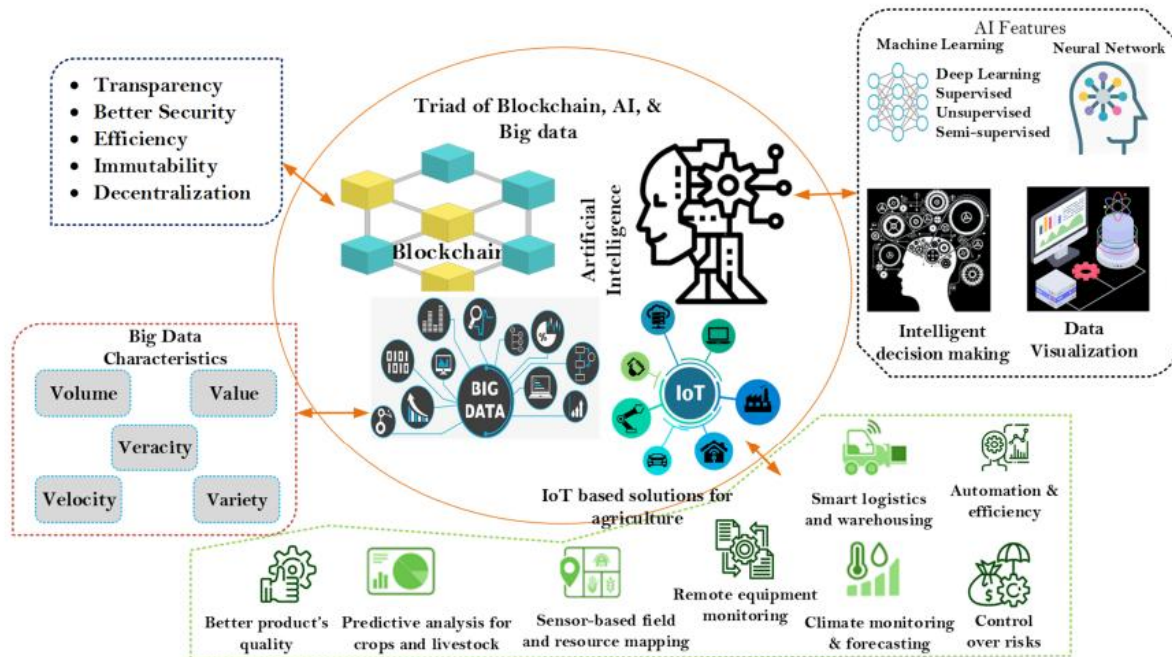 Transparency
Better Security
Efficiency
Immutability
Decentralization
Triad of Blockchain, AI, &
Big data
Blockchain
Artificial
Intelligence
AI Features
Machine Learning
Neural Network
Deep Learning
Supervised
Unsupervised
Semi-supervised
Intelligent
decision making
Data
Visualization
Big Data
Characteristics
Volume
Value
Veracity
Velocity
Variety
BIG
DATA
IoT
IoT based solutions for
agriculture
Smart logistics
and warehousing
Automation &
efficiency
Better product's
quality
Predictive analysis for
crops and livestock
Sensor-based field
and resource mapping
Remote equipment
monitoring
Climate monitoring
& forecasting
Control
over risks